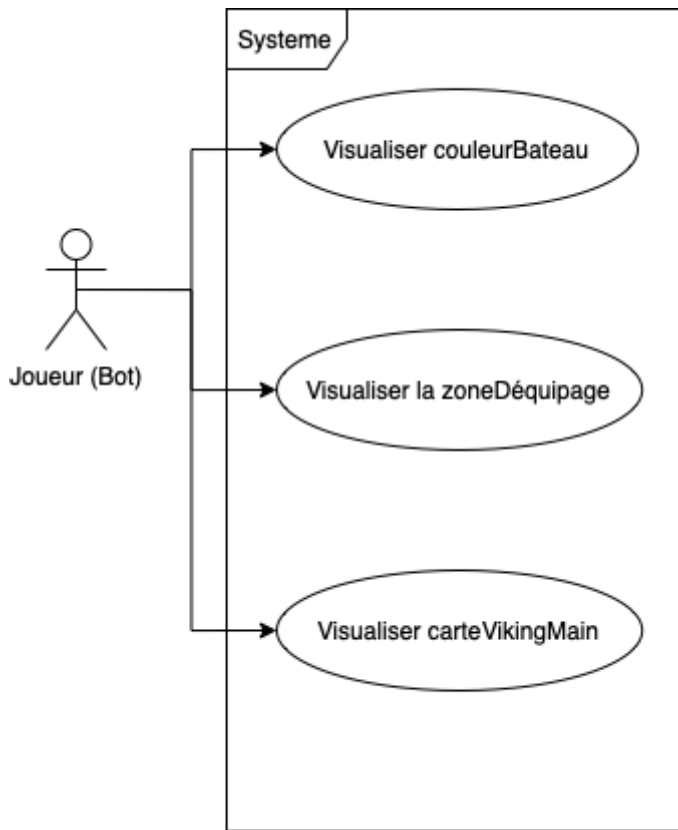 Systeme
Visualiser couleurBateau
Joueur (Bot)
Visualiser la zoneDéquipage
Visualiser carteVikingMain